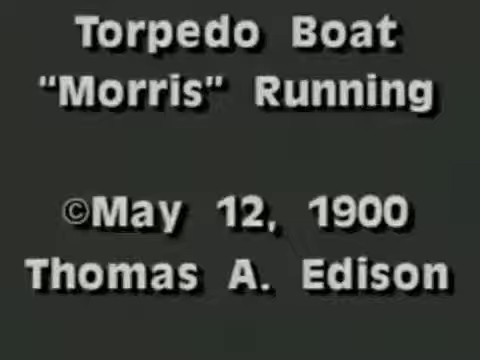 Torpedo Boat
"Morris" Running
©May 12, 1900
Thomas A. Edison